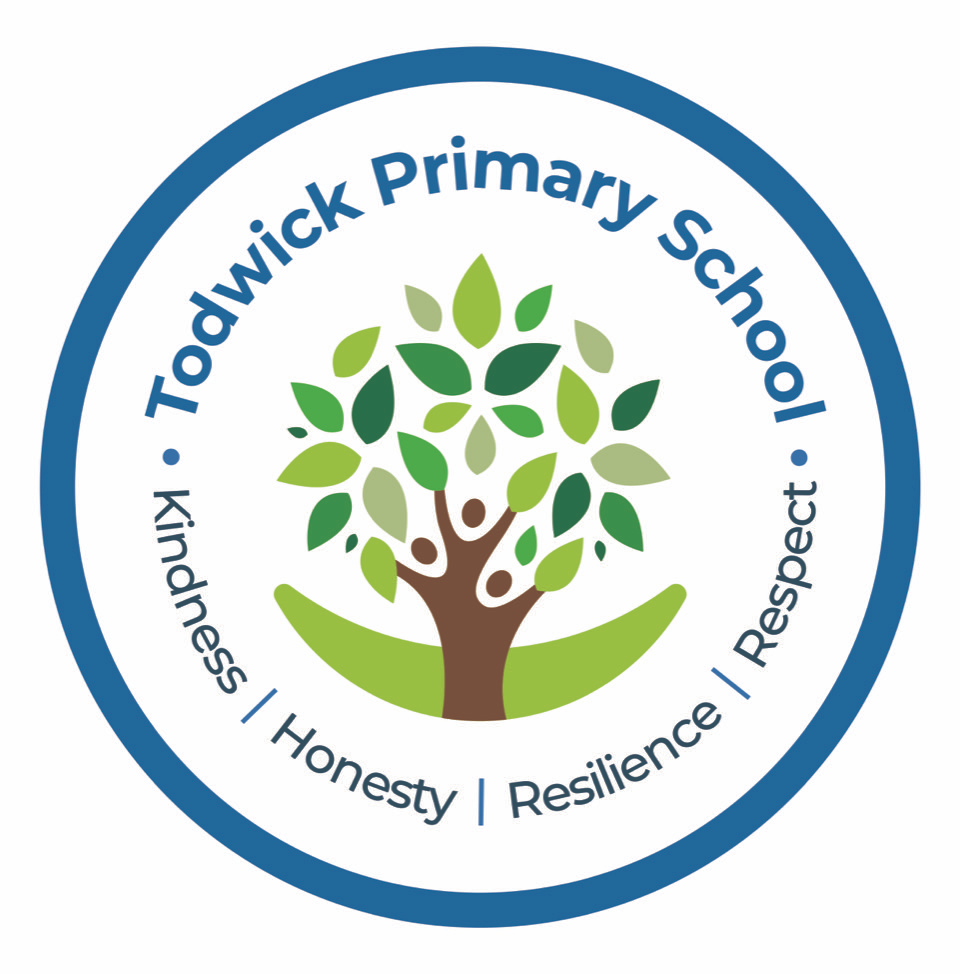 Todwick Primary School
Kindness | Honesty | Resilience | Respect